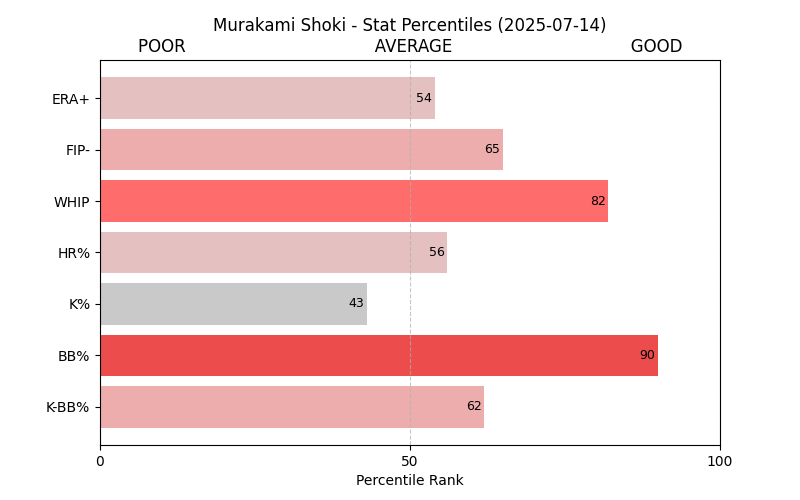 Murakami Shoki - Stat Percentiles (2025-07-14)
POOR AVERAGE GOOD
ERA+ 54
FIP- 65
WHIP 82
HR% 56
K% 43
BB% 90
K-BB% 62
0 50 100
Percentile Rank